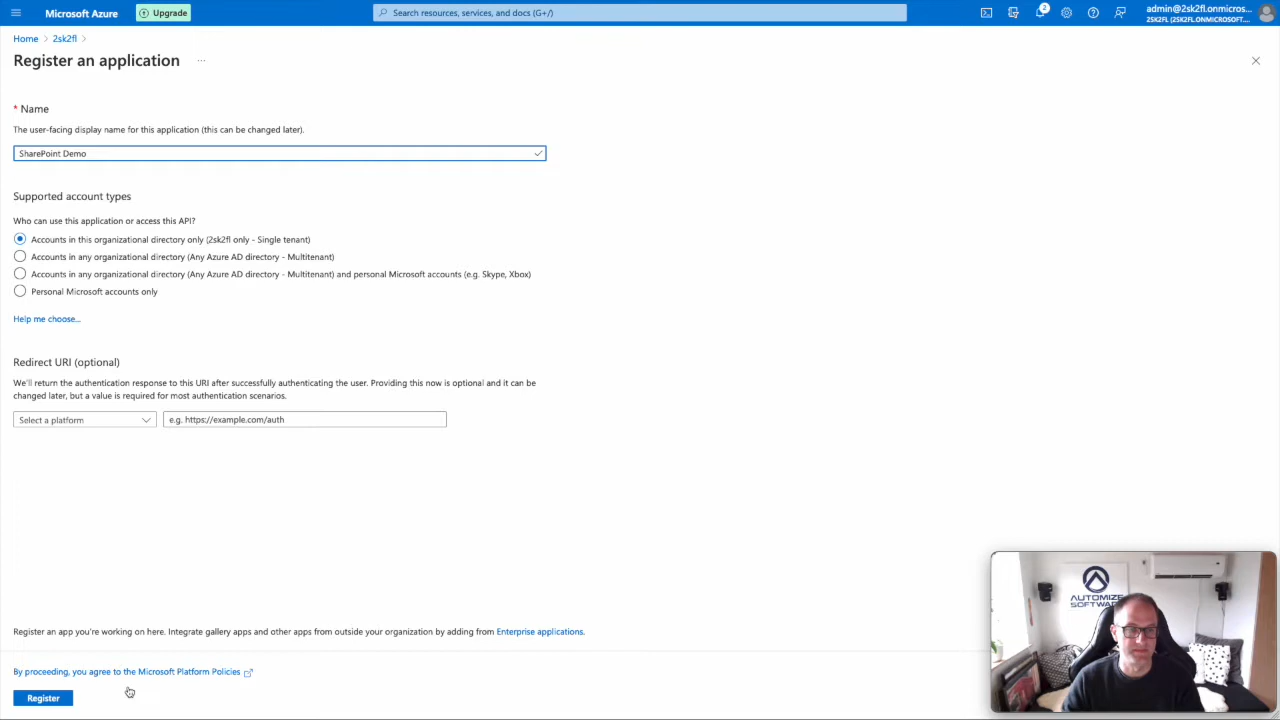 Microsoft Azure
Upgrade
Search resources, services, and docs (G+/)
2
admin@2sk2fl.onmicros...
2SK2FL (2SK2FL.ONMICROSOFT....
Home > 2sk2fl >
Register an application ...
* Name
The user-facing display name for this application (this can be changed later).
SharePoint Demo
Supported account types
Who can use this application or access this API?
Accounts in this organizational directory only (2sk2fl only - Single tenant)
Accounts in any organizational directory (Any Azure AD directory - Multitenant)
Accounts in any organizational directory (Any Azure AD directory - Multitenant) and personal Microsoft accounts (e.g. Skype, Xbox)
Personal Microsoft accounts only
Help me choose...
Redirect URI (optional)
We'll return the authentication response to this URI after successfully authenticating the user. Providing this now is optional and it can be
changed later, but a value is required for most authentication scenarios.
Select a platform
e.g. https://example.com/auth
Register an app you're working on here. Integrate gallery apps and other apps from outside your organization by adding from Enterprise applications.
By proceeding, you agree to the Microsoft Platform Policies
Register
AUTOMIZE
SOFTWARE